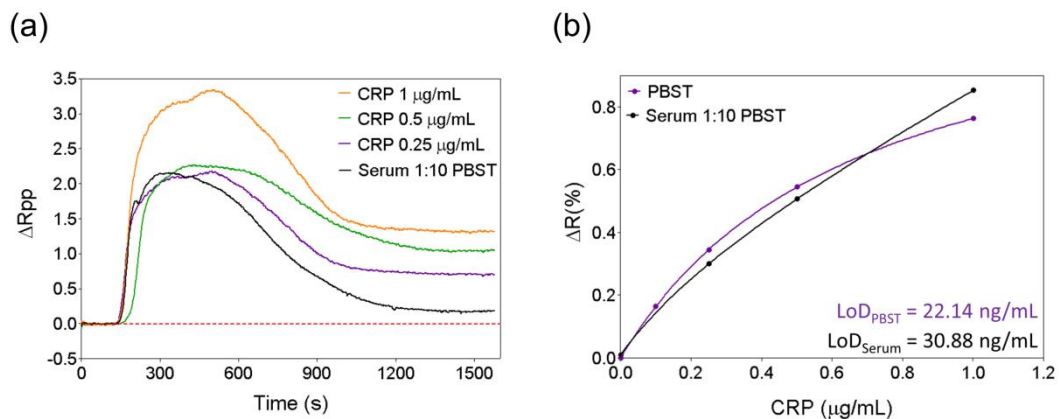 (a)
3.5
3.0
2.5
2.0
1.5
1.0
0.5
0.0
-0.5
ΔRpp
CRP 1 μg/mL
CRP 0.5 μg/mL
CRP 0.25 μg/mL
Serum 1:10 PBST
0 300 600 900 1200 1500
Time (s)
(b)
0.8
0.6
0.4
0.2
0.0
ΔR(%)
PBST
Serum 1:10 PBST
LoDPBST = 22.14 ng/mL
LoDSerum = 30.88 ng/mL
0.0 0.2 0.4 0.6 0.8 1.0 1.2
CRP (μg/mL)